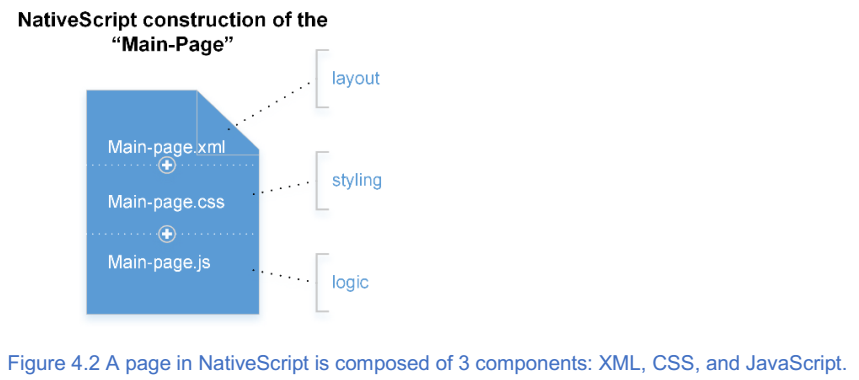 NativeScript construction of the
“Main-Page”
layout
Main-page.xml
styling
Main-page.css
Main-page.js
logic
Figure 4.2 A page in NativeScript is composed of 3 components: XML, CSS, and JavaScript.